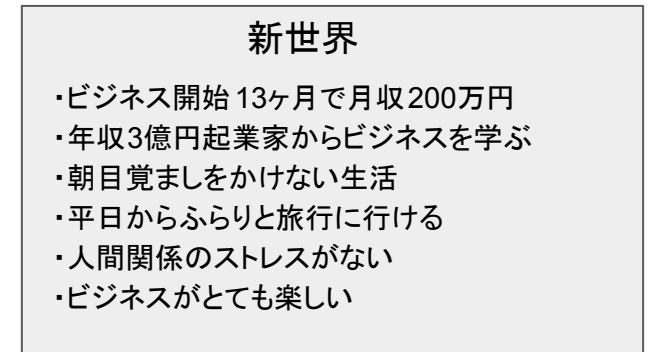 新世界
・ビジネス開始13ヶ月で月収200万円
・年収3億円起業家からビジネスを学ぶ
・朝目覚ましをかけない生活
・平日からふらりと旅行に行ける
・人間関係のストレスがない
・ビジネスがとても楽しい